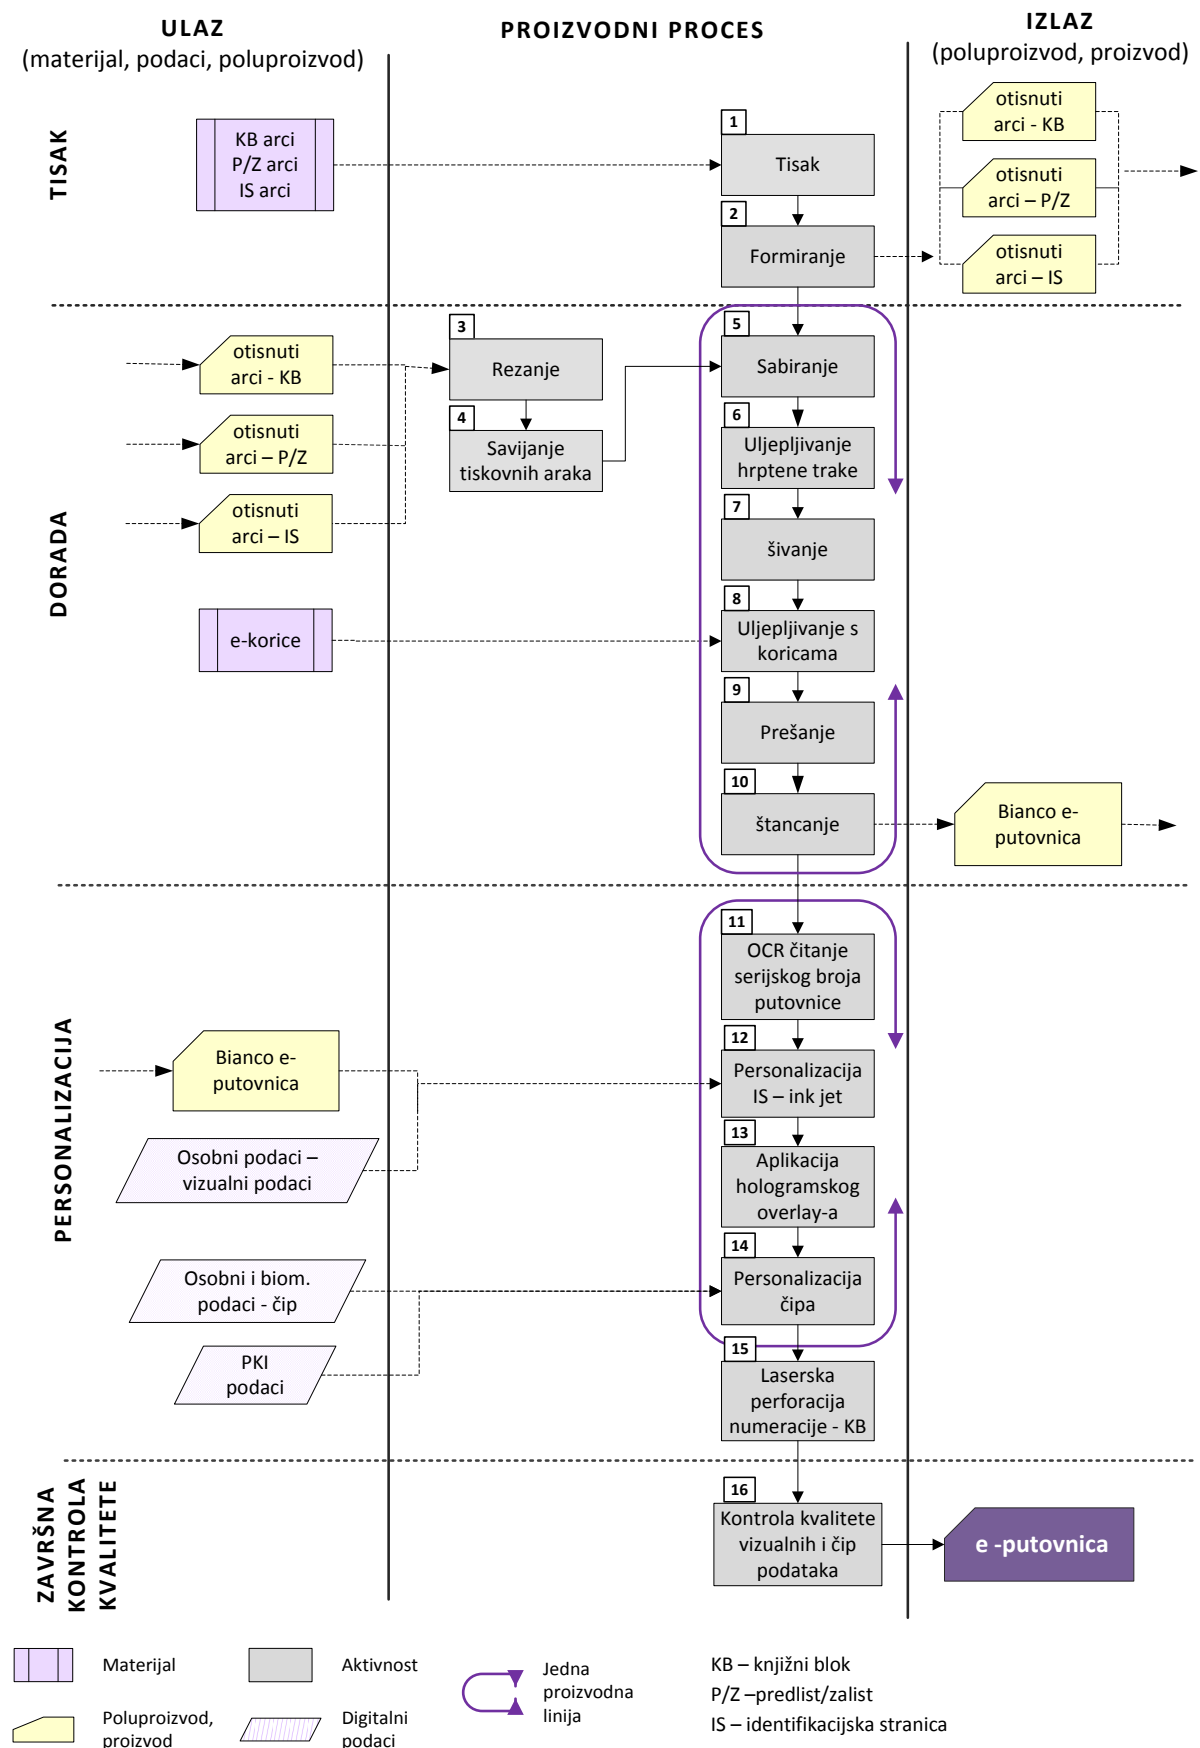 ULAZ
(materijal, podaci, poluproizvod)
PROIZVODNI PROCES
IZLAZ
(poluproizvod, proizvod)
TISAK
KB arci
P/Z arci
IS arci
1
Tisak
2
Formiranje
otisnuti
arci - KB
otisnuti
arci – P/Z
otisnuti
arci – IS
DORADA
otisnuti
arci - KB
otisnuti
arci – P/Z
otisnuti
arci – IS
e-korice
3
Rezanje
4
Savijanje
tiskovnih araka
5
Sabiranje
6
Uljepljivanje
hrptene trake
7
šivanje
8
Uljepljivanje s
koricama
9
Prešanje
10
štancanje
Bianco e-
putovnica
PERSONALIZACIJA
Bianco e-
putovnica
Osobni podaci –
vizualni podaci
Osobni i biom.
podaci - čip
PKI
podaci
11
OCR čitanje
serijskog broja
putovnice
12
Personalizacija
IS – ink jet
13
Aplikacija
hologramskog
overlay-a
14
Personalizacija
čipa
15
Laserska
perforacija
numeracije - KB
ZAVRŠNA
KONTROLA
KVALITETE
16
Kontrola kvalitete
vizualnih i čip
podataka
e -putovnica
Materijal
Aktivnost
Jedna
proizvodna
linija
KB – knjižni blok
P/Z –predlist/zalist
IS – identifikacijska stranica
Poluproizvod,
proizvod
Digitalni
podaci